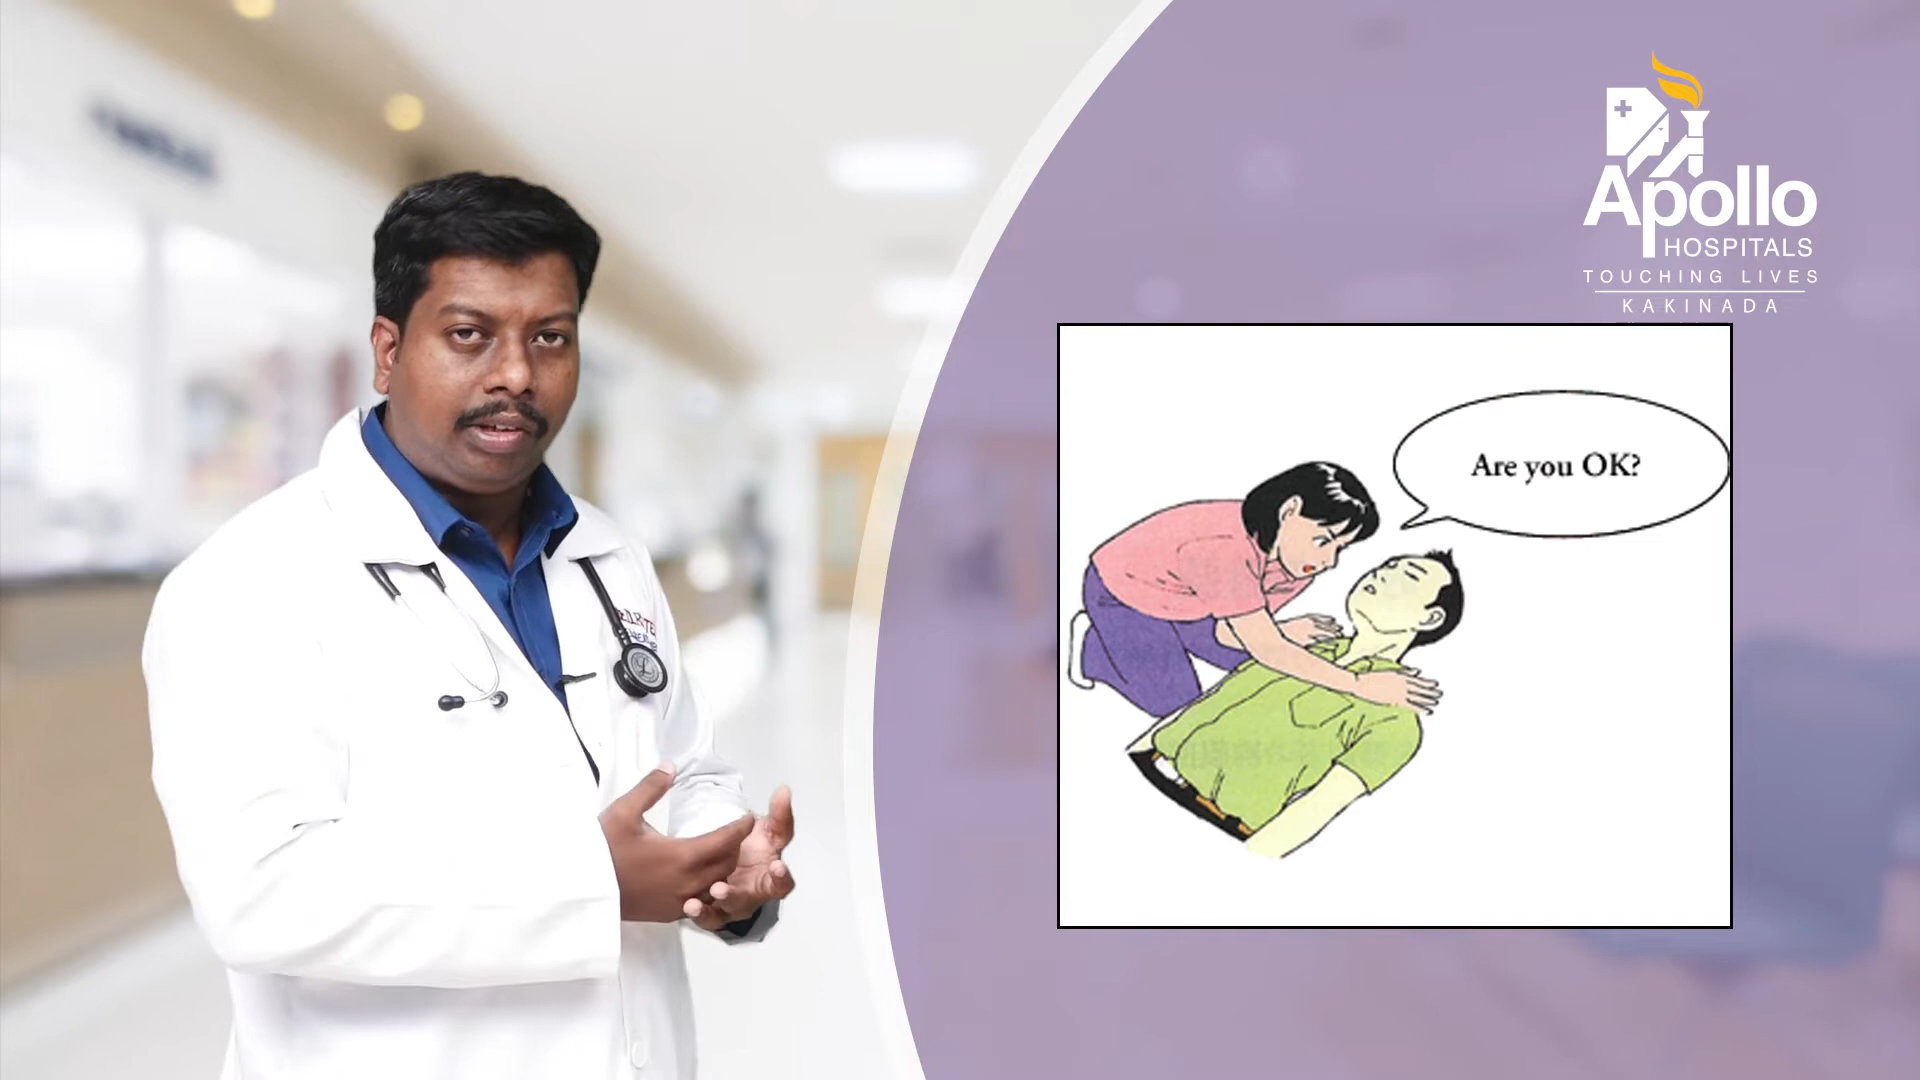 Apollo
HOSPITALS
TOUCHING LIVES
KAKINADA
Are you OK?